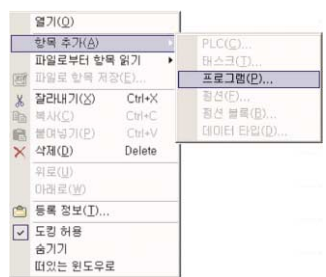 열기(O)
항목 추가(A)
파일로부터 항목 읽기
파일로 항목 저장(E)...
잘라내기(X) Ctrl+X
복사(C) Ctrl+C
붙여넣기(P) Ctrl+V
삭제(D) Delete
위로(U)
아래로(W)
등록 정보(I)...
도킹 허용
숨기기
떠있는 윈도우로
PLC(C)...
태스크(T)...
프로그램(P)...
펑션(F)...
펑션 블록(B)...
데이터 타입(D)...